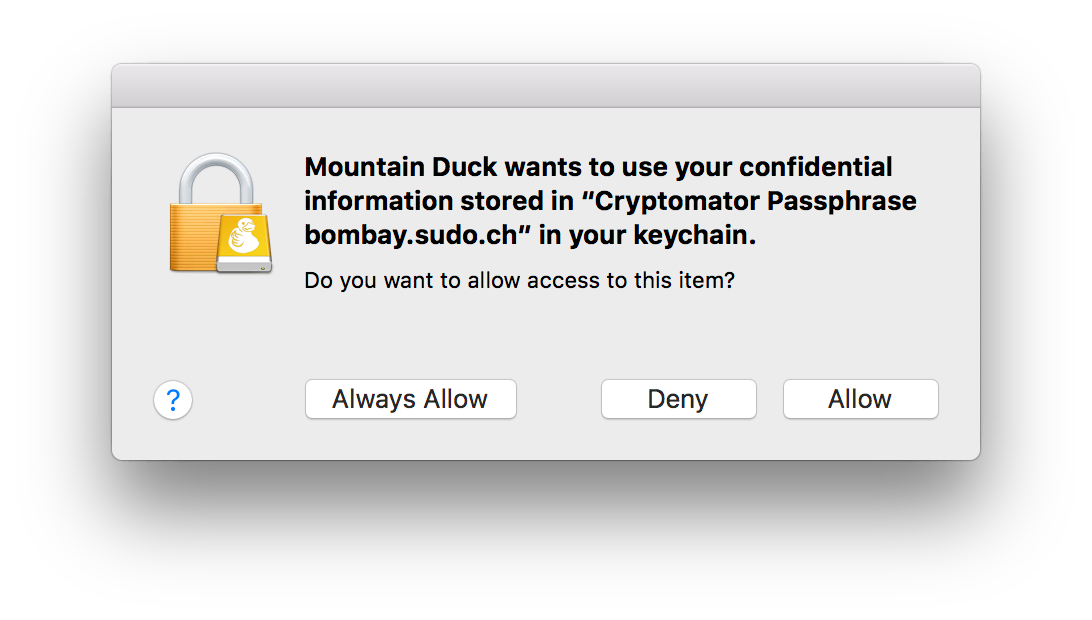 Mountain Duck wants to use your confidential
information stored in “Cryptomator Passphrase
bombay.sudo.ch” in your keychain.
Do you want to allow access to this item?
?
Always Allow
Deny
Allow